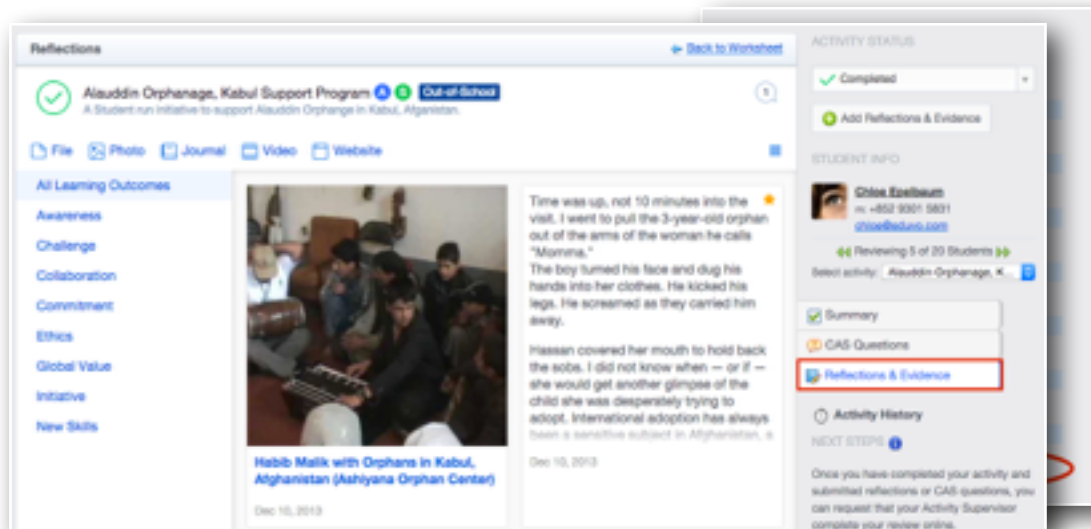 Reflections
Back to Worksheet
Alauddin Orphanage, Kabul Support Program A S Out-of-School
A Student run initiative to support Alauddin Orphange in Kabul, Afganistan.
File Photo Journal Video Website
All Learning Outcomes
Awareness
Challenge
Collaboration
Commitment
Ethics
Global Value
Initiative
New Skills
Habib Malik with Orphans in Kabul,
Afghanistan (Ashiyana Orphan Center)
Dec 10, 2013
Time was up, not 10 minutes into the
visit. I went to pull the 3-year-old orphan
out of the arms of the woman he calls
"Momma."
The boy turned his face and dug his
hands into her clothes. He kicked his
legs. He screamed as they carried him
away.
Hassan covered her mouth to hold back
the sobs. I did not know when — or if —
she would get another glimpse of the
child she was desperately trying to
adopt. International adoption has always
been a sensitive subject in Afghanistan, a
Dec 10, 2013
ACTIVITY STATUS
Completed
Add Reflections & Evidence
STUDENT INFO
Chloe Epelbaum
m: +852 9301 5831
chloe@eduvo.com
Reviewing 5 of 20 Students
Select activity: Alauddin Orphanage, K...
Summary
CAS Questions
Reflections & Evidence
Activity History
NEXT STEPS
Once you have completed your activity and
submitted reflections or CAS questions, you
can request that your Activity Supervisor
complete your review online.